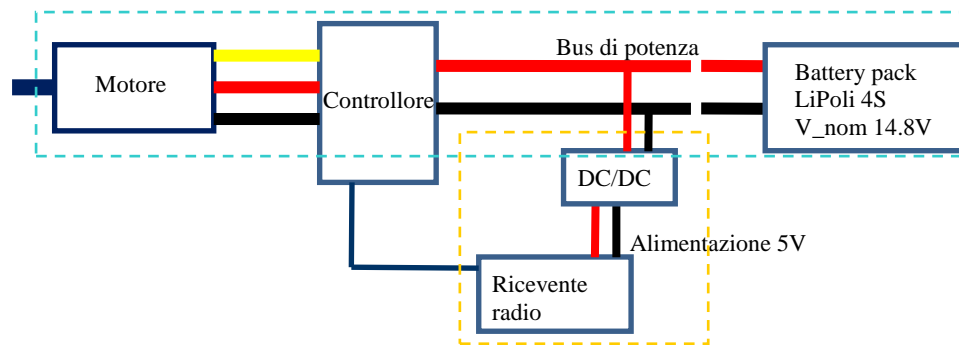 Motore
Controllore
Bus di potenza
Battery pack
LiPoli 4S
V_nom 14.8V
DC/DC
Alimentazione 5V
Ricevente
radio